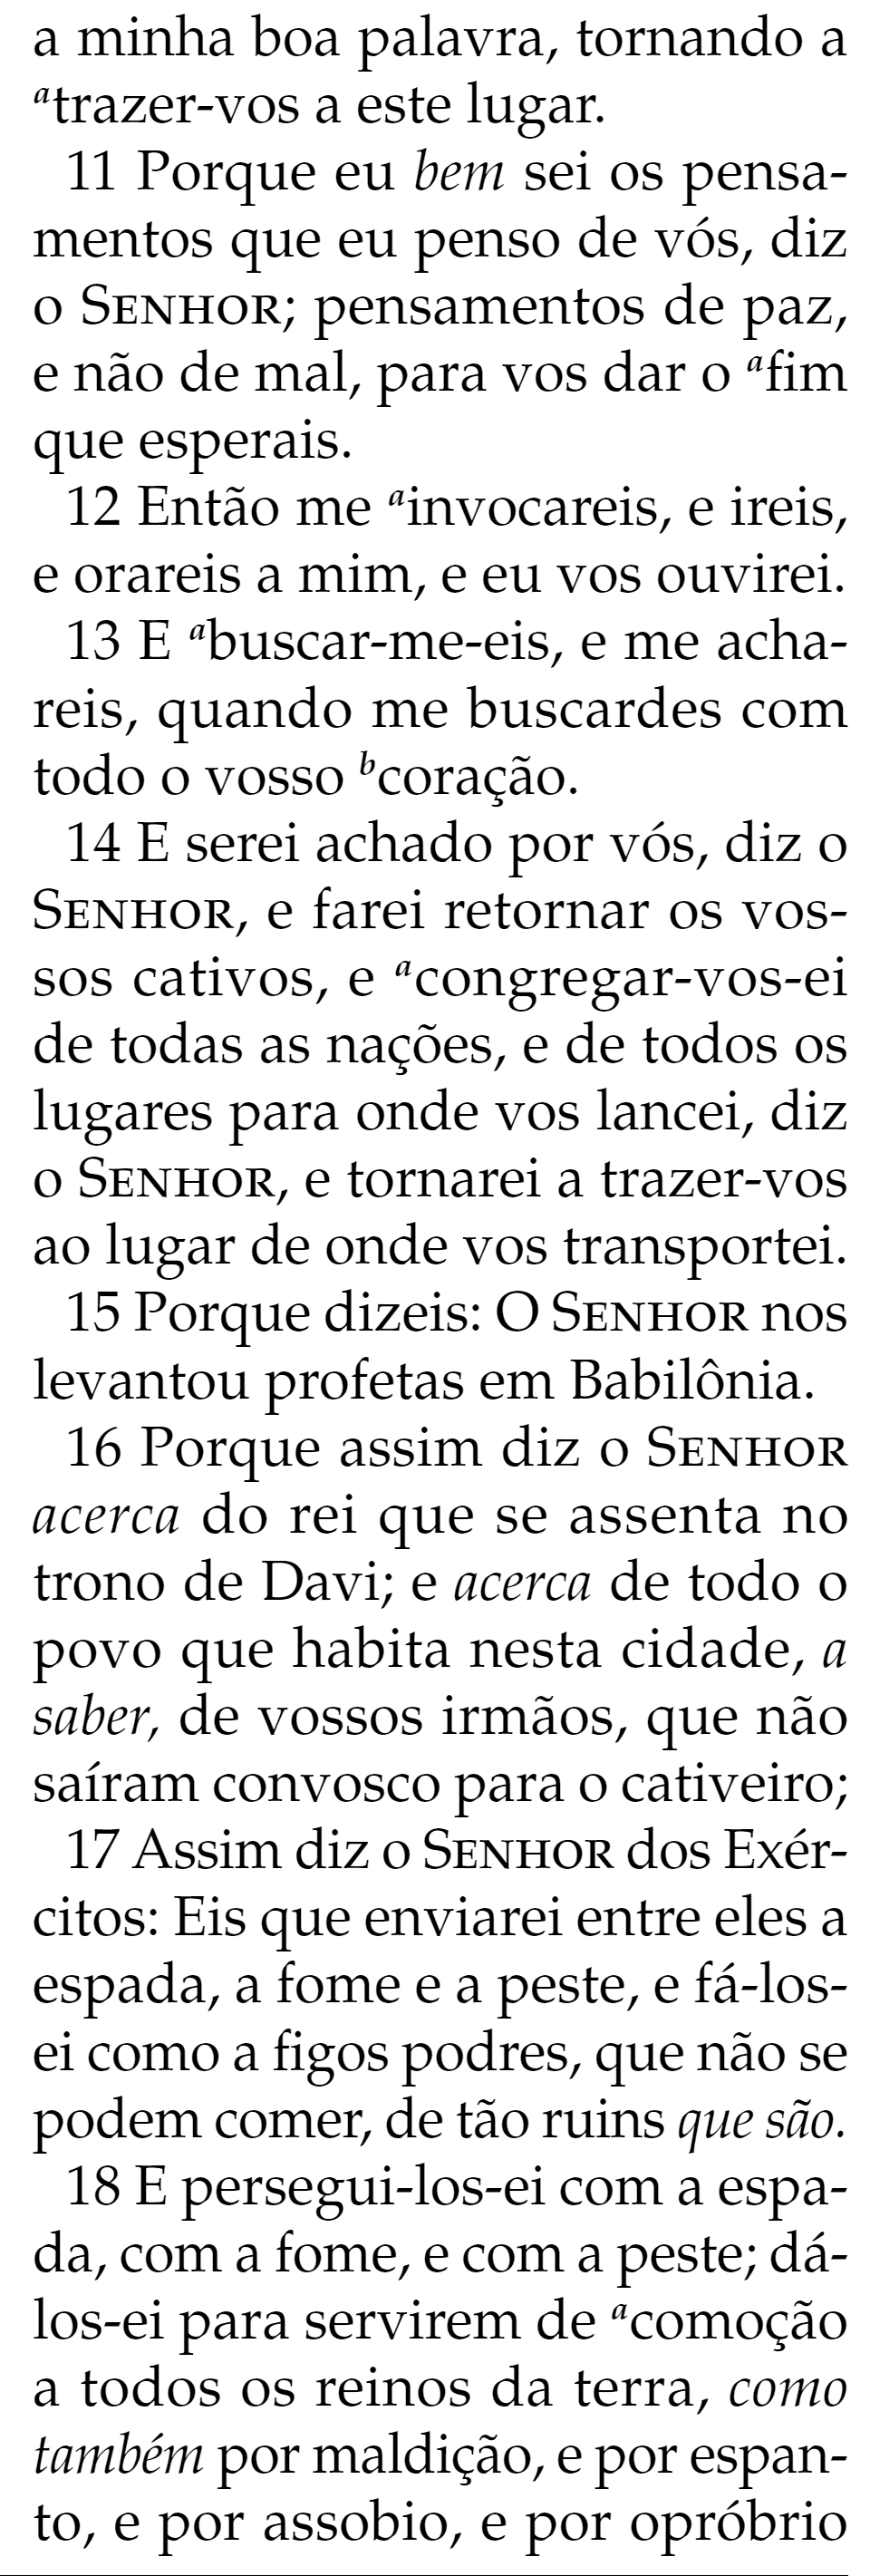 a minha boa palavra, tornando a
ᵃtrazer-vos a este lugar.
11 Porque eu bem sei os pensa-
mentos que eu penso de vós, diz
o SENHOR; pensamentos de paz,
e não de mal, para vos dar o ᵃfim
que esperais.
12 Então me ᵃinvocareis, e ireis,
e orareis a mim, e eu vos ouvirei.
13 E ᵃbuscar-me-eis, e me acha-
reis, quando me buscardes com
todo o vosso ᵇcoração.
14 E serei achado por vós, diz o
SENHOR, e farei retornar os vos-
sos cativos, e ᵃcongregar-vos-ei
de todas as nações, e de todos os
lugares para onde vos lancei, diz
o SENHOR, e tornarei a trazer-vos
ao lugar de onde vos transportei.
15 Porque dizeis: O SENHOR nos
levantou profetas em Babilônia.
16 Porque assim diz o SENHOR
acerca do rei que se assenta no
trono de Davi; e acerca de todo o
povo que habita nesta cidade, a
saber, de vossos irmãos, que não
saíram convosco para o cativeiro;
17 Assim diz o SENHOR dos Exér-
citos: Eis que enviarei entre eles a
espada, a fome e a peste, e fá-los-
ei como a figos podres, que não se
podem comer, de tão ruins que são.
18 E persegui-los-ei com a espa-
da, com a fome, e com a peste; dá-
los-ei para servirem de ᵃcomoção
a todos os reinos da terra, como
também por maldição, e por espan-
to, e por assobio, e por opróbrio